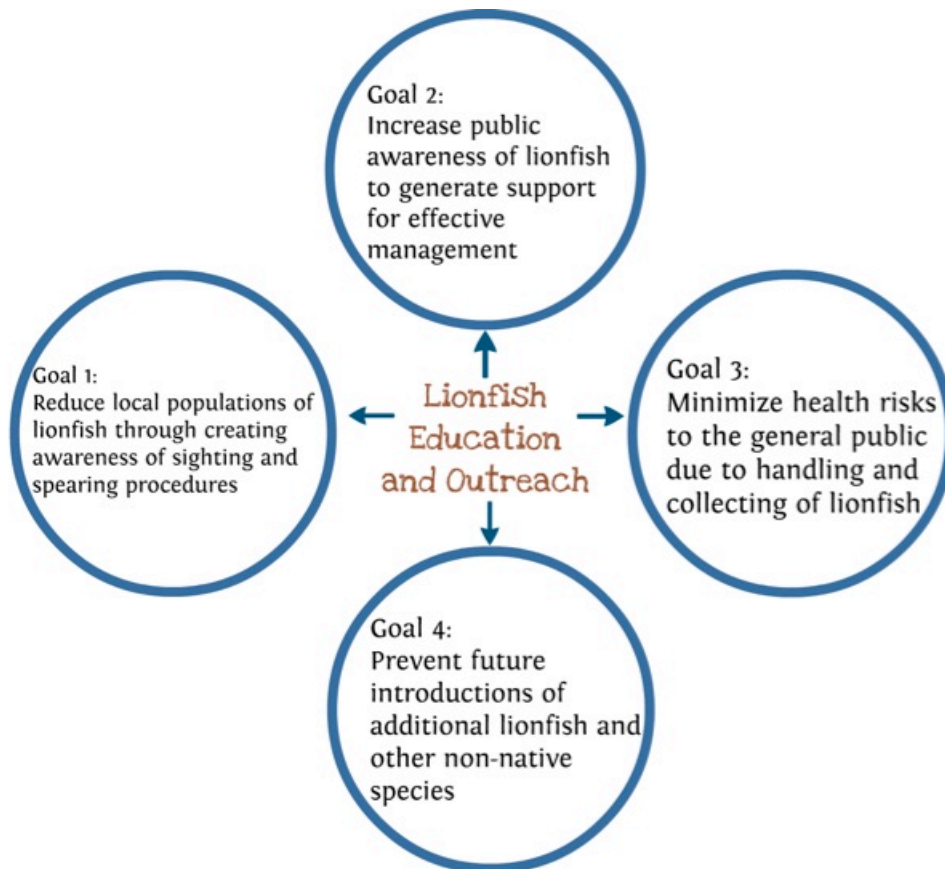 Goal 2:
Increase public
awareness of lionfish
to generate support
for effective
management
Goal 1:
Reduce local populations of
lionfish through creating
awareness of sighting and
spearing procedures
Lionfish
Education
and Outreach
Goal 3:
Minimize health risks
to the general public
due to handling and
collecting of lionfish
Goal 4:
Prevent future
introductions of
additional lionfish and
other non-native
species